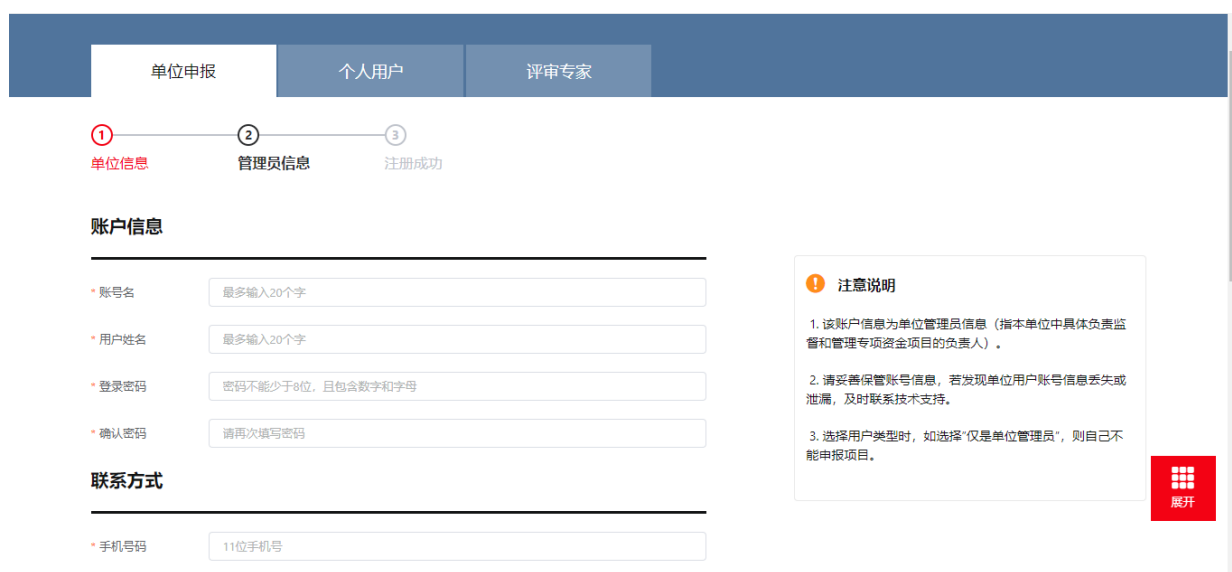 单位申报
个人用户
评审专家
1
2
3
单位信息
管理员信息
注册成功
账户信息
* 账号名
最多输入20个字
* 用户姓名
最多输入20个字
* 登录密码
密码不能少于8位，且包含数字和字母
* 确认密码
请再次填写密码
联系方式
* 手机号码
11位手机号
注意说明
1. 该账户信息为单位管理员信息（指本单位中具体负责监
督和管理专项资金项目的负责人）。
2. 请妥善保管账号信息，若发现单位用户账号信息丢失或
泄漏，及时联系技术支持。
3. 选择用户类型时，如选择“仅是单位管理员”，则自己不
能申报项目。
展开